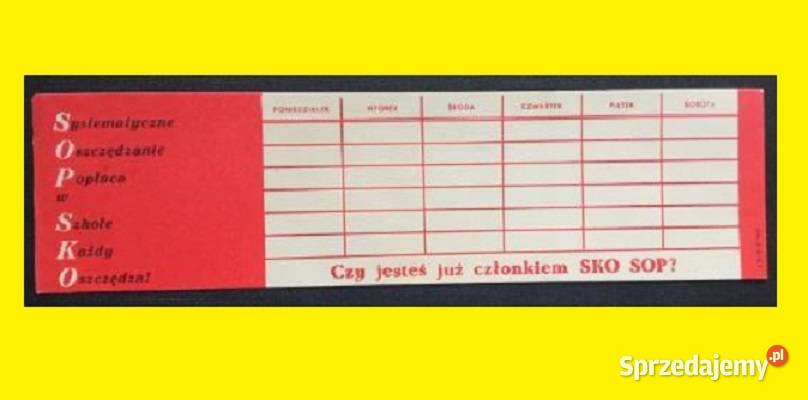 Systematyczne
Oszczędzanie
Popłaca
w
Szkole
Każdy
Oszczędza!
PONIEDZIAŁEK WTOREK ŚRODA CZWARTEK PIĄTEK SOBOTA
Czy jesteś już członkiem SKO SOP?
Sprzedajemy.pl